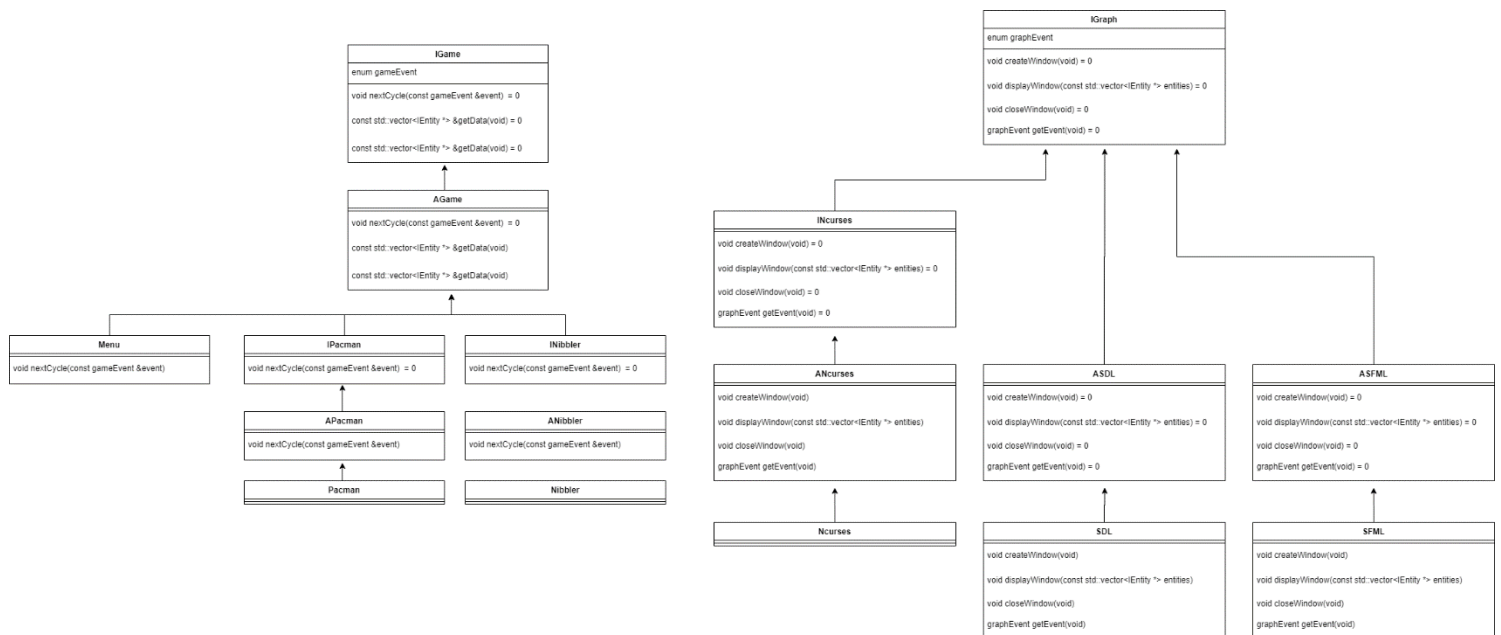 IGame
enum gameEvent
void nextCycle(const gameEvent &event)  = 0
const std::vector<IEntity *> &getData(void) = 0
const std::vector<IEntity *> &getData(void) = 0
AGame
void nextCycle(const gameEvent &event)  = 0
const std::vector<IEntity *> &getData(void)
const std::vector<IEntity *> &getData(void)
Menu
void nextCycle(const gameEvent &event)
IPacman
void nextCycle(const gameEvent &event)  = 0
INibbler
void nextCycle(const gameEvent &event)  = 0
APacman
void nextCycle(const gameEvent &event)
ANibbler
void nextCycle(const gameEvent &event)
Pacman
Nibbler
IGraph
enum graphEvent
void createWindow(void) = 0
void displayWindow(const std::vector<IEntity *> entities) = 0
void closeWindow(void) = 0
graphEvent getEvent(void) = 0
INcurses
void createWindow(void) = 0
void displayWindow(const std::vector<IEntity *> entities) = 0
void closeWindow(void) = 0
graphEvent getEvent(void) = 0
ANcurses
void createWindow(void)
void displayWindow(const std::vector<IEntity *> entities)
void closeWindow(void)
graphEvent getEvent(void)
Ncurses
ASDL
void createWindow(void) = 0
void displayWindow(const std::vector<IEntity *> entities) = 0
void closeWindow(void) = 0
graphEvent getEvent(void) = 0
SDL
void createWindow(void)
void displayWindow(const std::vector<IEntity *> entities)
void closeWindow(void)
graphEvent getEvent(void)
ASFML
void createWindow(void) = 0
void displayWindow(const std::vector<IEntity *> entities) = 0
void closeWindow(void) = 0
graphEvent getEvent(void) = 0
SFML
void createWindow(void)
void displayWindow(const std::vector<IEntity *> entities)
void closeWindow(void)
graphEvent getEvent(void)